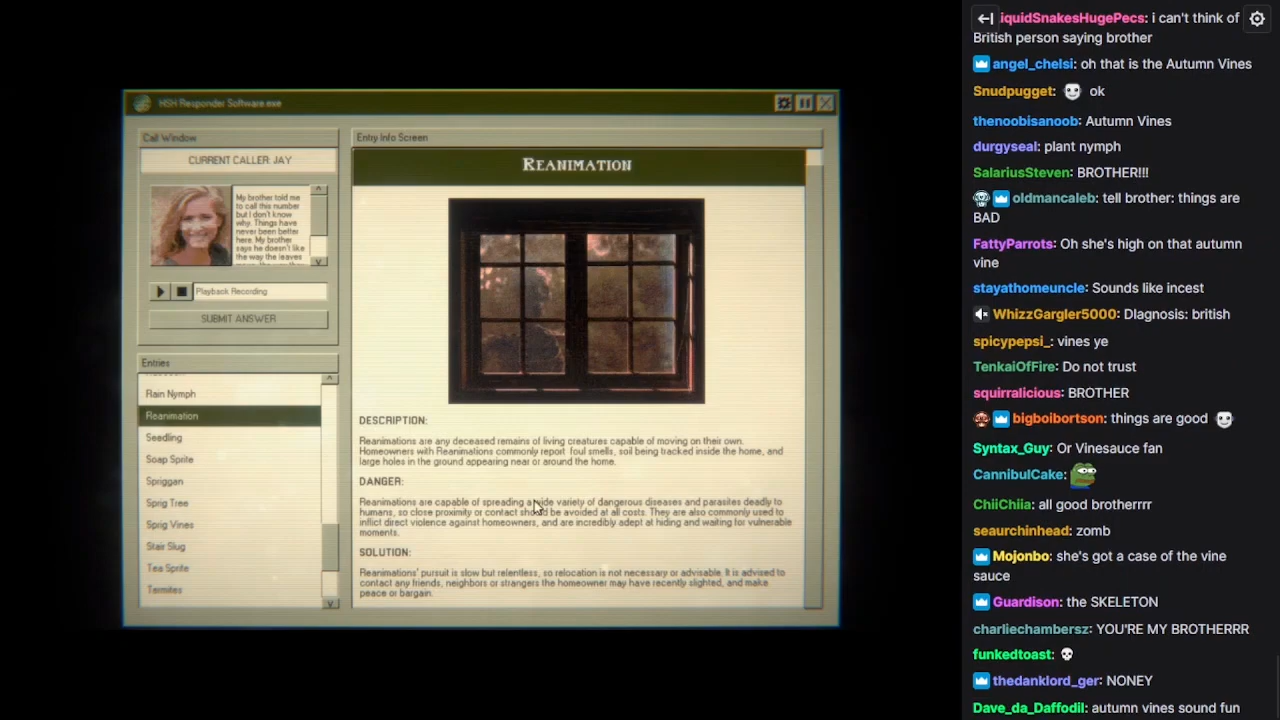 HSH Responder Software.exe
Call Window
CURRENT CALLER: JAY
My brother told me
to call this number
but I don't know
why. Things have
never been better
here. My brother
says he doesn't like
the way the leaves
Playback Recording
SUBMIT ANSWER
Entries
Rain Nymph
Reanimation
Seedling
Soap Sprite
Spriggan
Sprig Tree
Sprig Vines
Stair Slug
Tea Sprite
Termites
Entry Info Screen
REANIMATION
DESCRIPTION:
Reanimations are any deceased remains of living creatures capable of moving on their own.
Homeowners with Reanimations commonly report foul smells, soil being tracked inside the home, and
large holes in the ground appearing near or around the home.
DANGER:
Reanimations are capable of spreading a wide variety of dangerous diseases and parasites deadly to
humans, so close proximity or contact should be avoided at all costs. They are also commonly used to
inflict direct violence against homeowners, and are incredibly adept at hiding and waiting for vulnerable
moments.
SOLUTION:
Reanimations' pursuit is slow but relentless, so relocation is not necessary or advisable. It is advised to
contact any friends, neighbors or strangers the homeowner may have recently slighted, and make
peace or bargain.
iquidSnakesHugePecs: i can't think of
British person saying brother
angel_chelsi: oh that is the Autumn Vines
Snudpugget: ok
thenoobisanoob: Autumn Vines
durgyseal: plant nymph
SalariusSteven: BROTHER!!!
oldmancaleb: tell brother: things are
BAD
FattyParrots: Oh she's high on that autumn
vine
stayathomeuncle: Sounds like incest
WhizzGargler5000: Dlagnosis: british
spicypepsi_: vines ye
TenkaiOfFire: Do not trust
squirralicious: BROTHER
bigboibortson: things are good
Syntax_Guy: Or Vinesauce fan
CannibulCake:
ChiiChiia: all good brotherrrr
seaurchinhead: zomb
Mojonbo: she's got a case of the vine
sauce
Guardison: the SKELETON
charliechambersz: YOU'RE MY BROTHERRR
funkedtoast:
thedanklord_ger: NONEY
Dave_da_Daffodil: autumn vines sound fun